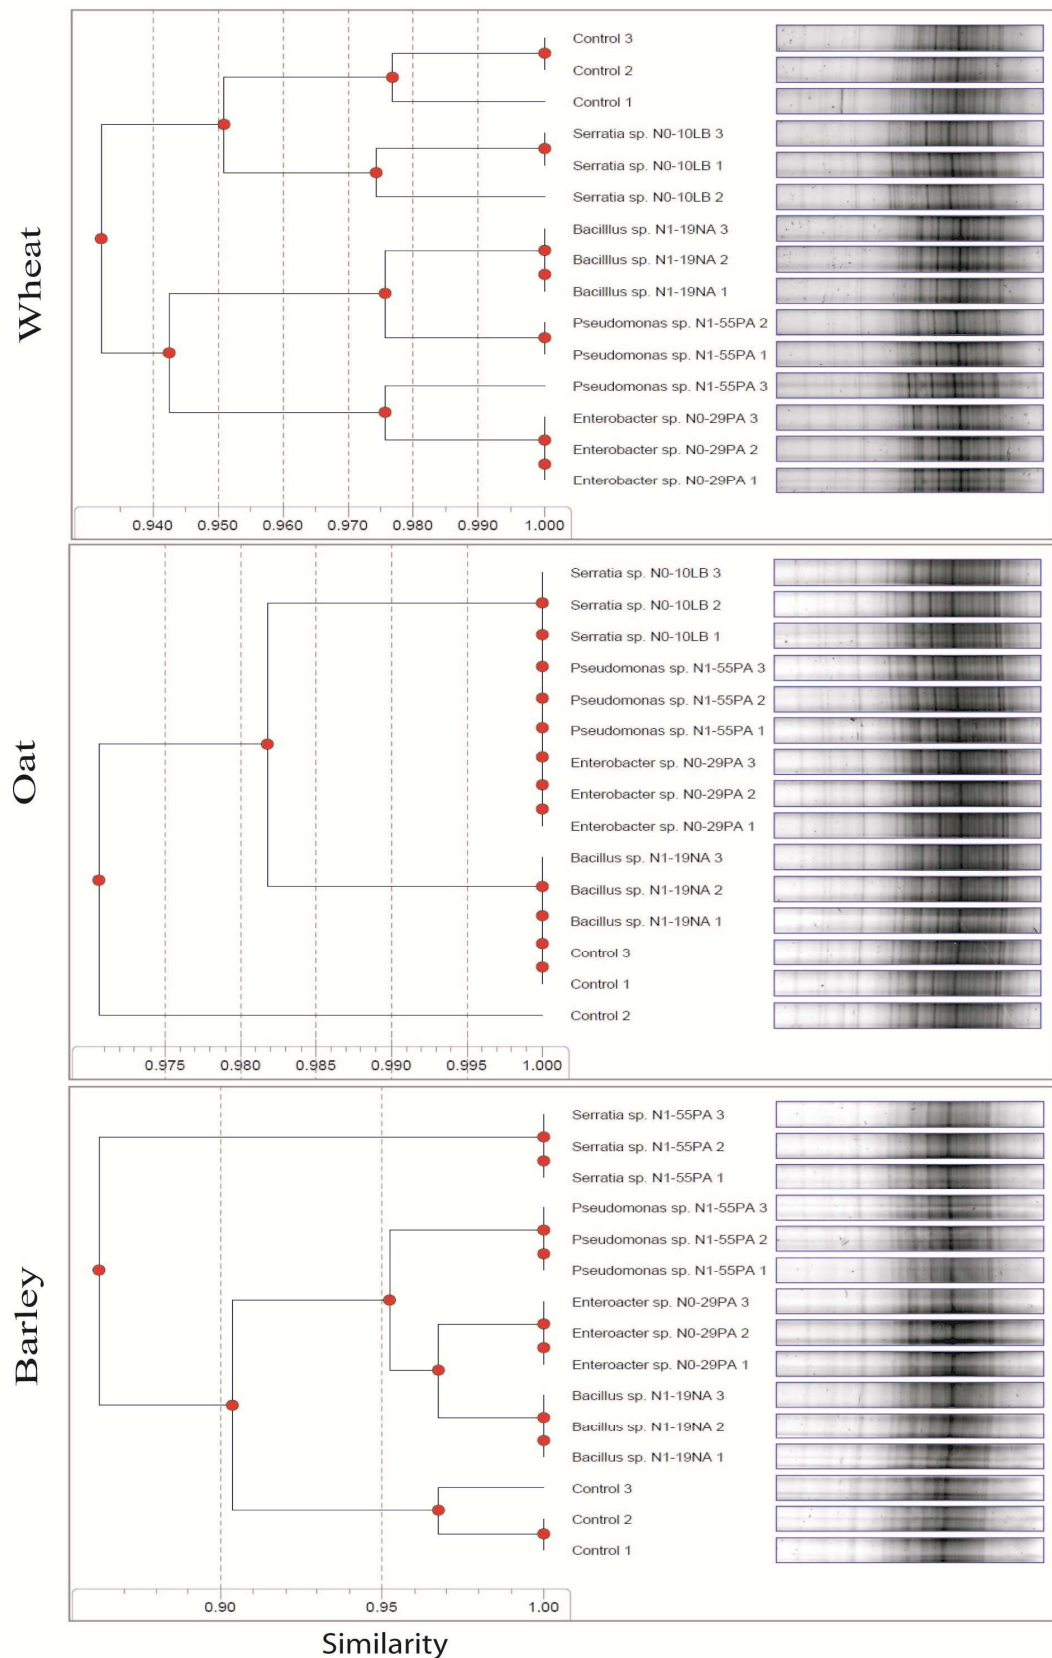 Wheat
Control 3
Control 2
Control 1
Serratia sp. N0-10LB 3
Serratia sp. N0-10LB 1
Serratia sp. N0-10LB 2
Bacilllus sp. N1-19NA 3
Bacilllus sp. N1-19NA 2
Bacilllus sp. N1-19NA 1
Pseudomonas sp. N1-55PA 2
Pseudomonas sp. N1-55PA 1
Pseudomonas sp. N1-55PA 3
Enterobacter sp. N0-29PA 3
Enterobacter sp. N0-29PA 2
Enterobacter sp. N0-29PA 1
0.940 0.950 0.960 0.970 0.980 0.990 1.000
Oat
Serratia sp. N0-10LB 3
Serratia sp. N0-10LB 2
Serratia sp. N0-10LB 1
Pseudomonas sp. N1-55PA 3
Pseudomonas sp. N1-55PA 2
Pseudomonas sp. N1-55PA 1
Enterobacter sp. N0-29PA 3
Enterobacter sp. N0-29PA 2
Enterobacter sp. N0-29PA 1
Bacillus sp. N1-19NA 3
Bacillus sp. N1-19NA 2
Bacillus sp. N1-19NA 1
Control 3
Control 1
Control 2
0.975 0.980 0.985 0.990 0.995 1.000
Barley
Serratia sp. N1-55PA 3
Serratia sp. N1-55PA 2
Serratia sp. N1-55PA 1
Pseudomonas sp. N1-55PA 3
Pseudomonas sp. N1-55PA 2
Pseudomonas sp. N1-55PA 1
Enteroacter sp. N0-29PA 3
Enteroacter sp. N0-29PA 2
Enteroacter sp. N0-29PA 1
Bacillus sp. N1-19NA 3
Bacillus sp. N1-19NA 2
Bacillus sp. N1-19NA 1
Control 3
Control 2
Control 1
0.90 0.95 1.00
Similarity